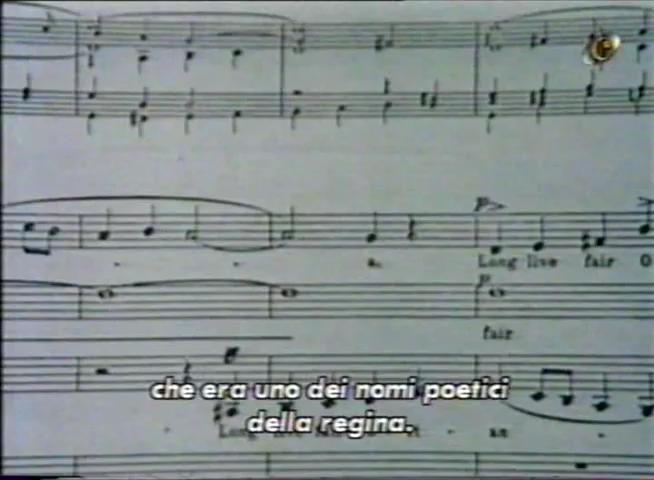 Long live fair O
fair
che era uno dei nomi poetici
della regina.